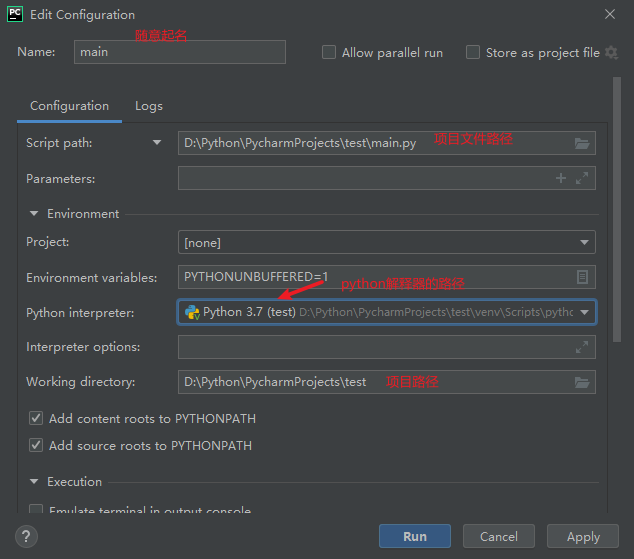 PC Edit Configuration
随意起名
Name: main Allow parallel run Store as project file
Configuration Logs
Script path: D:\Python\PycharmProjects\test\main.py 项目文件路径
Parameters:
Environment
Project: [none]
Environment variables: PYTHONUNBUFFERED=1
python解释器的路径
Python interpreter: Python 3.7 (test) D:\Python\PycharmProjects\test\venv\Scripts\pytho
Interpreter options:
Working directory: D:\Python\PycharmProjects\test 项目路径
Add content roots to PYTHONPATH
Add source roots to PYTHONPATH
Execution
Emulate terminal in output console
? Run Cancel Apply